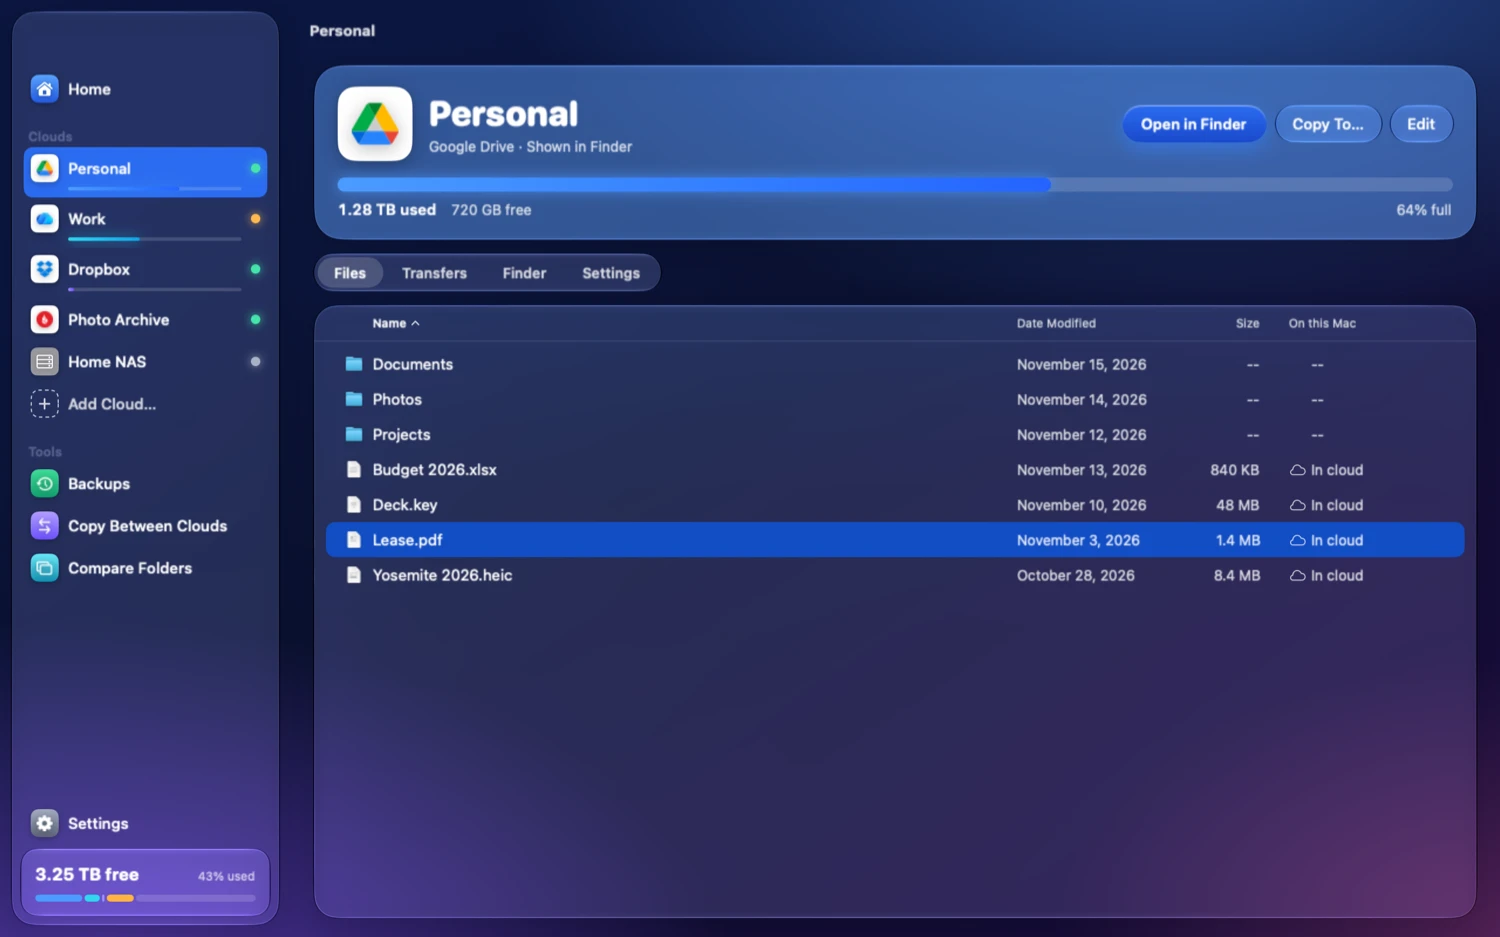 Personal
Home
Clouds
Personal
Work
Dropbox
Photo Archive
Home NAS
Add Cloud...
Tools
Backups
Copy Between Clouds
Compare Folders
Settings
3.25 TB free 43% used
Personal
Google Drive · Shown in Finder
Open in Finder Copy To... Edit
1.28 TB used 720 GB free 64% full
Files Transfers Finder Settings
Name Date Modified Size On this Mac
Documents November 15, 2026 -- --
Photos November 14, 2026 -- --
Projects November 12, 2026 -- --
Budget 2026.xlsx November 13, 2026 840 KB In cloud
Deck.key November 10, 2026 48 MB In cloud
Lease.pdf November 3, 2026 1.4 MB In cloud
Yosemite 2026.heic October 28, 2026 8.4 MB In cloud